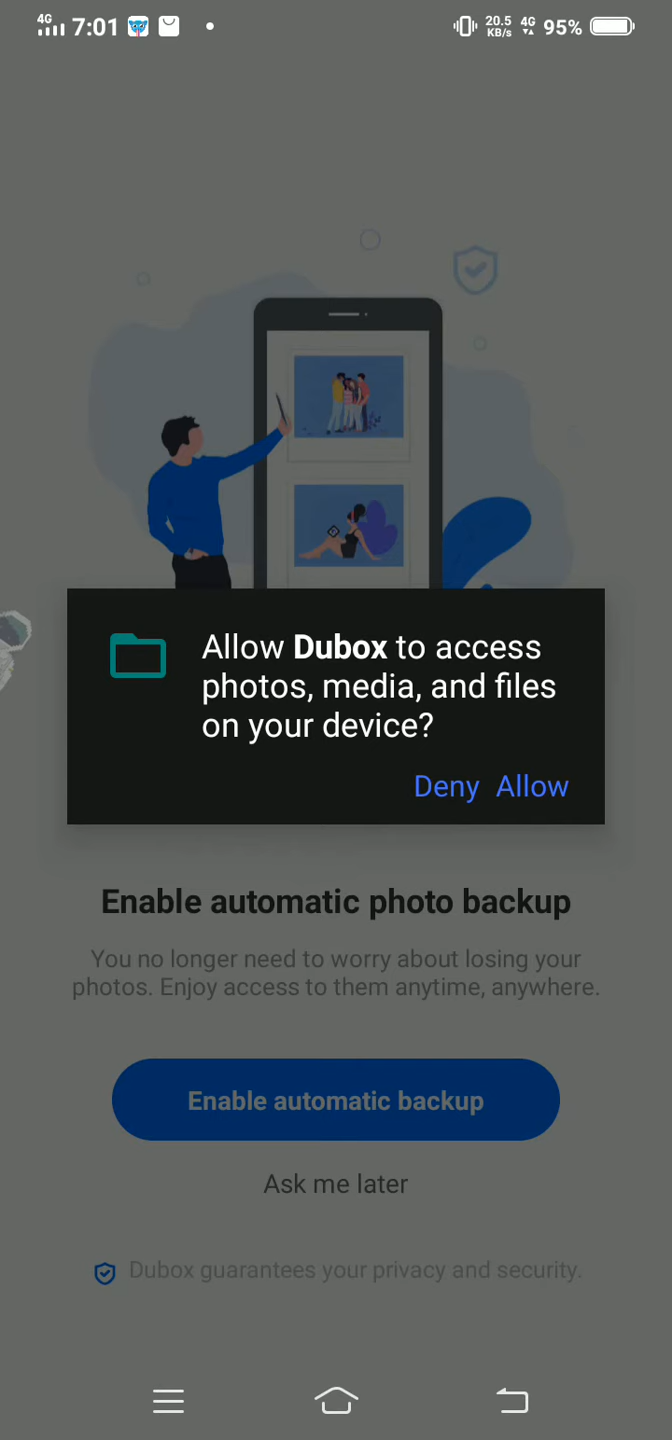 4G 7:01 20.5 KB/s 4G 95%
Allow Dubox to access
photos, media, and files
on your device?
Deny Allow
Enable automatic photo backup
You no longer need to worry about losing your
photos. Enjoy access to them anytime, anywhere.
Enable automatic backup
Ask me later
Dubox guarantees your privacy and security.